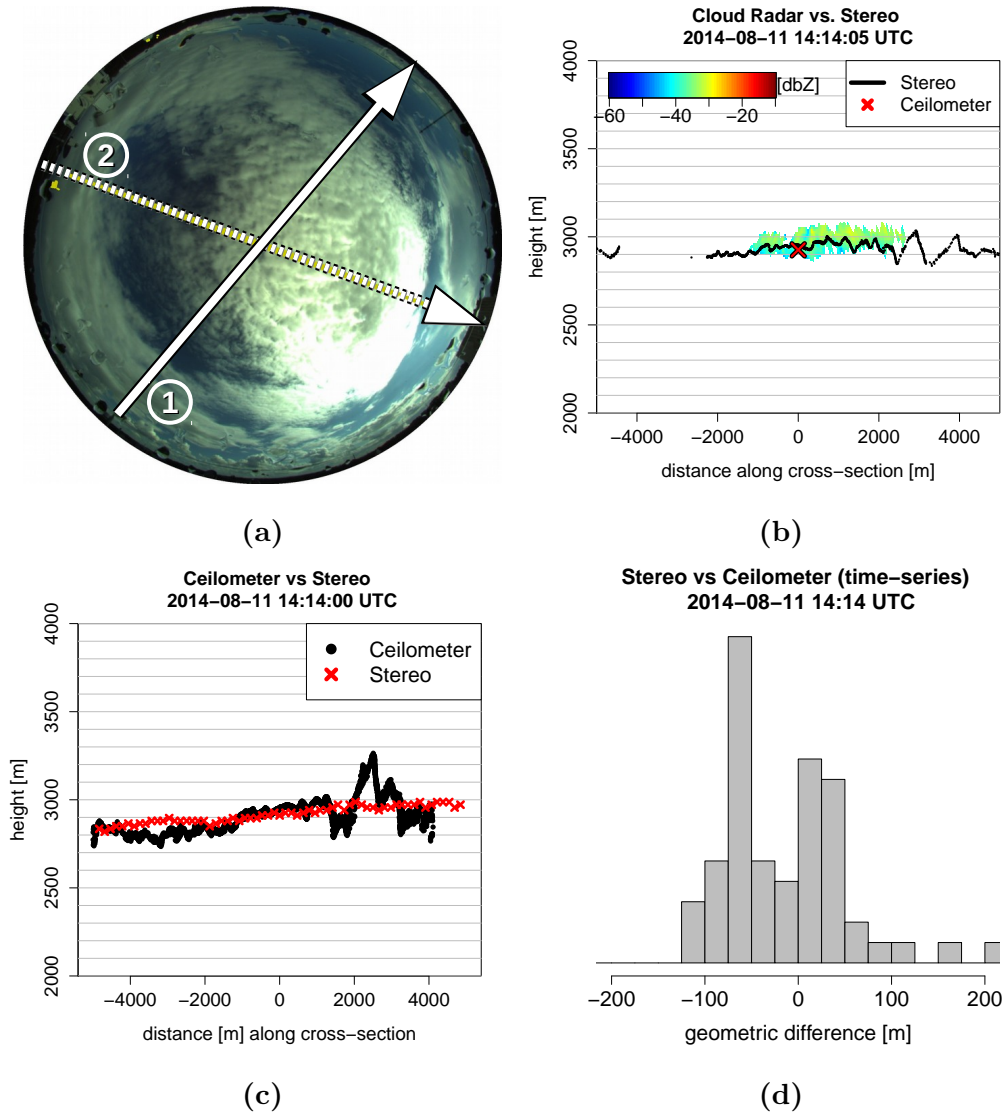 2
1
(a)
Cloud Radar vs. Stereo
2014−08−11 14:14:05 UTC
4000
3500
3000
2500
2000
height [m]
[dbZ]
−60 −40 −20
Stereo
Ceilometer
−4000 −2000 0 2000 4000
distance along cross−section [m]
(b)
Ceilometer vs Stereo
2014−08−11 14:14:00 UTC
4000
3500
3000
2500
2000
height [m]
Ceilometer
Stereo
−4000 −2000 0 2000 4000
distance [m] along cross−section
(c)
Stereo vs Ceilometer (time−series)
2014−08−11 14:14 UTC
−200 −100 0 100 200
geometric difference [m]
(d)